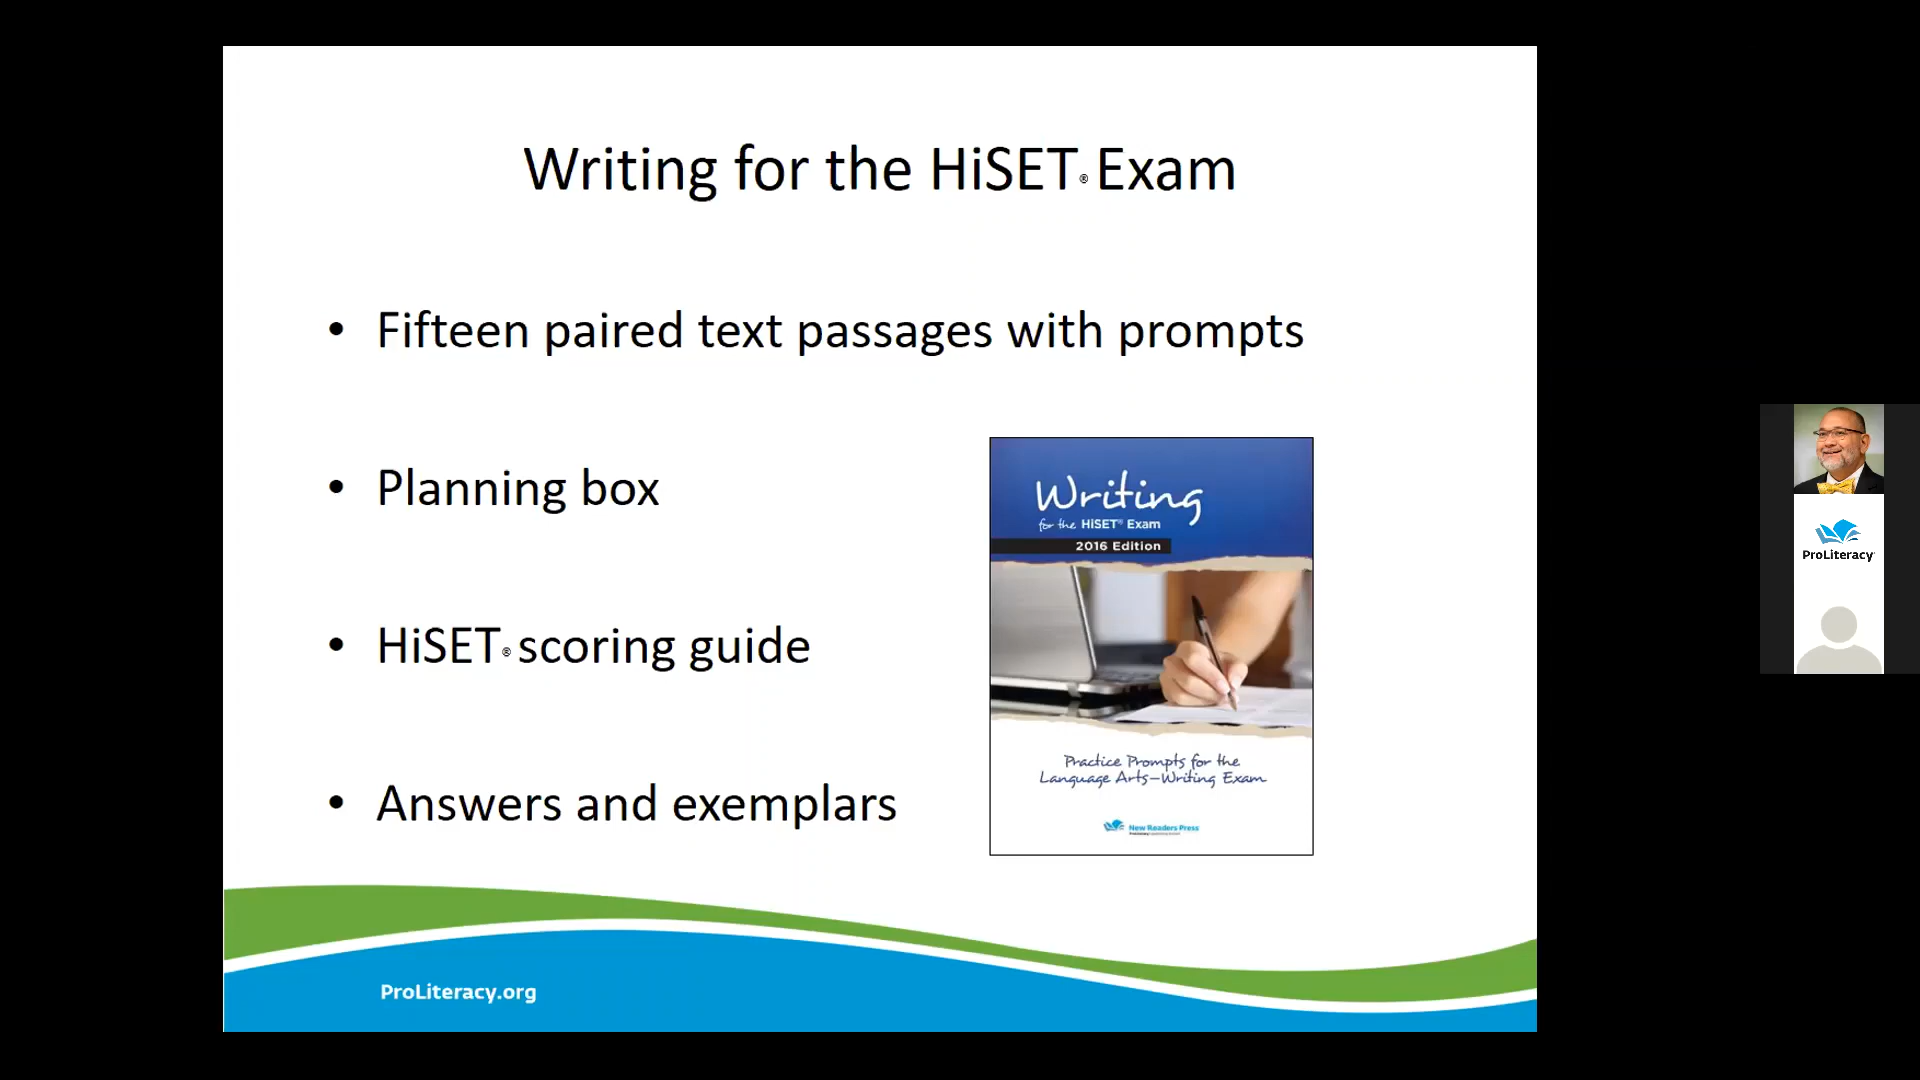 Writing for the HiSET® Exam
• Fifteen paired text passages with prompts
• Planning box
• HiSET® scoring guide
• Answers and exemplars
Writing
for the HiSET® Exam
2016 Edition
Practice Prompts for the
Language Arts–Writing Exam
New Readers Press
ProLiteracy.org
ProLiteracy